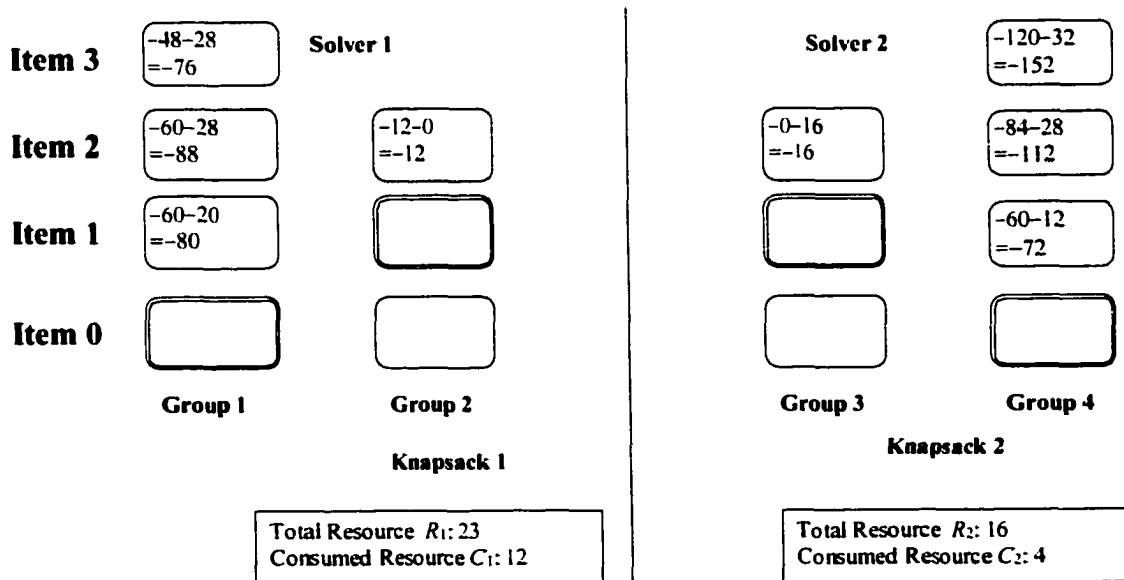 Solver 1
Solver 2
Item 3
-48-28
=-76
-120-32
=-152
Item 2
-60-28
=-88
-12-0
=-12
-0-16
=-16
-84-28
=-112
Item 1
-60-20
=-80
-60-12
=-72
Item 0
Group 1
Group 2
Group 3
Group 4
Knapsack 1
Knapsack 2
Total Resource R1: 23
Consumed Resource C1: 12
Total Resource R2: 16
Consumed Resource C2: 4